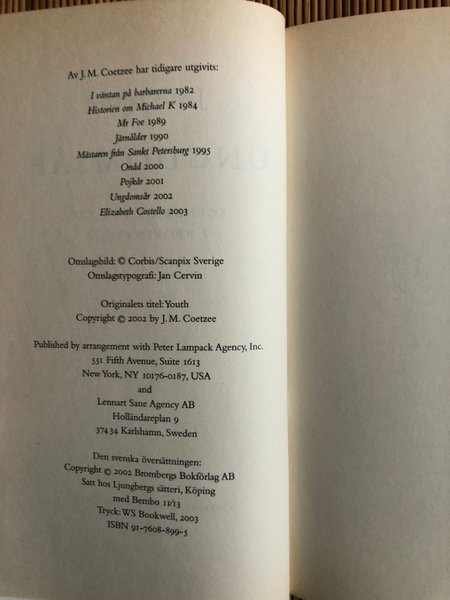 Av J. M. Coetzee har tidigare utgivits:
I väntan på barbarerna 1982
Historien om Michael K 1984
Mr Foe 1989
Järnålder 1990
Mästaren från Sankt Petersburg 1995
Onåd 2000
Pojkår 2001
Ungdomsår 2002
Elizabeth Costello 2003
Omslagsbild: © Corbis/Scanpix Sverige
Omslagstypografi: Jan Cervin
Originalets titel: Youth
Copyright © 2002 by J. M. Coetzee
Published by arrangement with Peter Lampack Agency, Inc.
551 Fifth Avenue, Suite 1613
New York, NY 10176-0187, USA
and
Lennart Sane Agency AB
Holländareplan 9
374 34 Karlshamn, Sweden
Den svenska översättningen:
Copyright © 2002 Brombergs Bokförlag AB
Satt hos Ljungbergs sätteri, Köping
med Bembo 11/13
Tryck: WS Bookwell, 2003
ISBN 91-7608-899-5